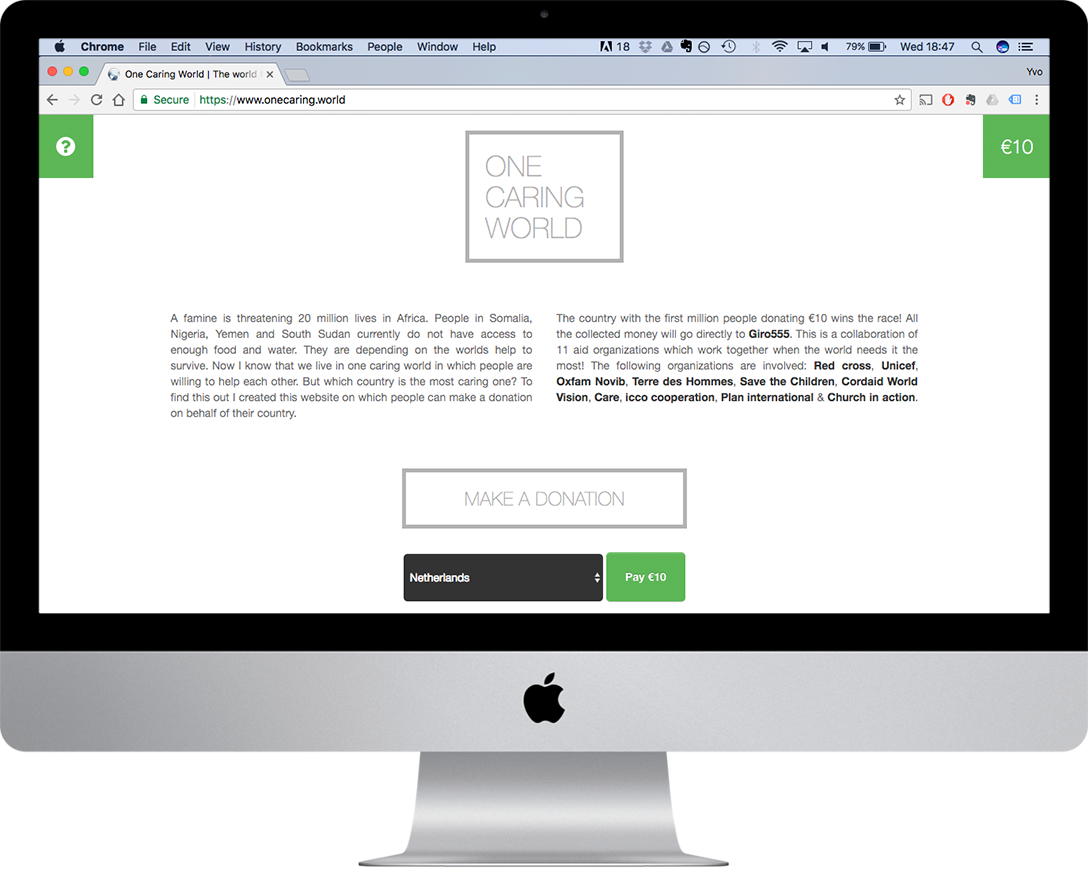 Chrome File Edit View History Bookmarks People Window Help 18 79% Wed 18:47
One Caring World | The world
Yvo
Secure https://www.onecaring.world
?
€10
ONE
CARING
WORLD
A famine is threatening 20 million lives in Africa. People in Somalia,
Nigeria, Yemen and South Sudan currently do not have access to
enough food and water. They are depending on the worlds help to
survive. Now I know that we live in one caring world in which people are
willing to help each other. But which country is the most caring one? To
find this out I created this website on which people can make a donation
on behalf of their country.
The country with the first million people donating €10 wins the race! All
the collected money will go directly to Giro555. This is a collaboration of
11 aid organizations which work together when the world needs it the
most! The following organizations are involved: Red cross, Unicef,
Oxfam Novib, Terre des Hommes, Save the Children, Cordaid World
Vision, Care, icco cooperation, Plan international & Church in action.
MAKE A DONATION
Netherlands
Pay €10